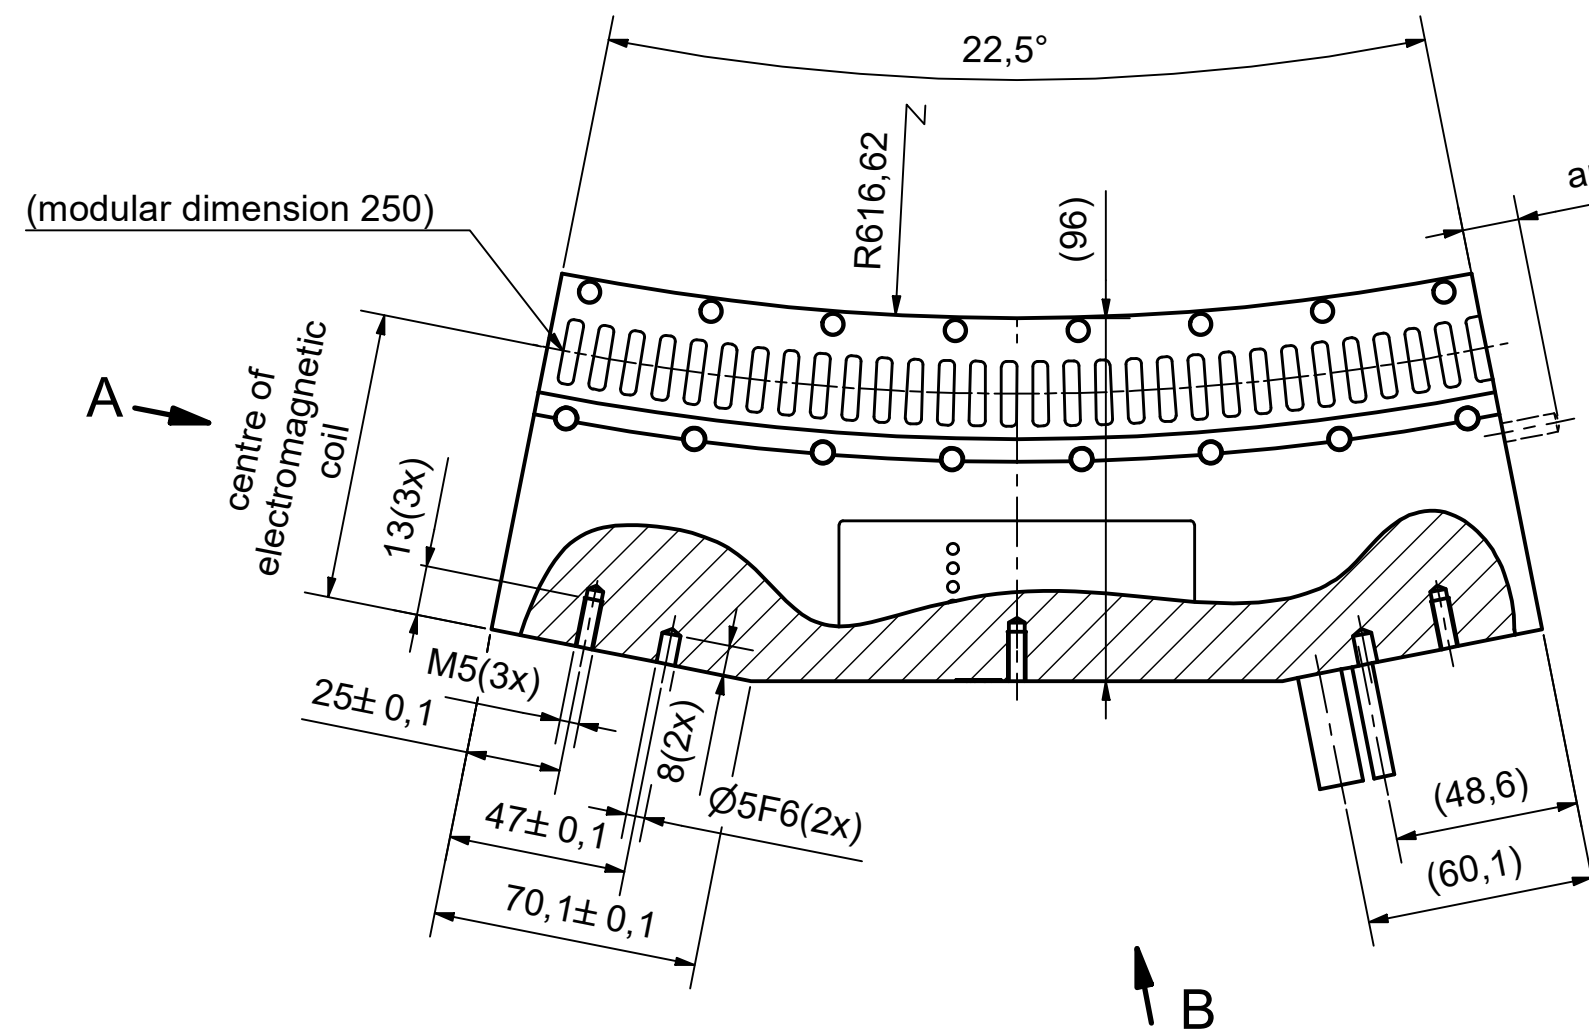 22,5°
R616,62
(96)
(modular dimension 250)
A
centre of
electromagnetic
coil
13(3x)
M5(3x)
25± 0,1
8(2x)
Ø5F6(2x)
47± 0,1
70,1± 0,1
(48,6)
(60,1)
B